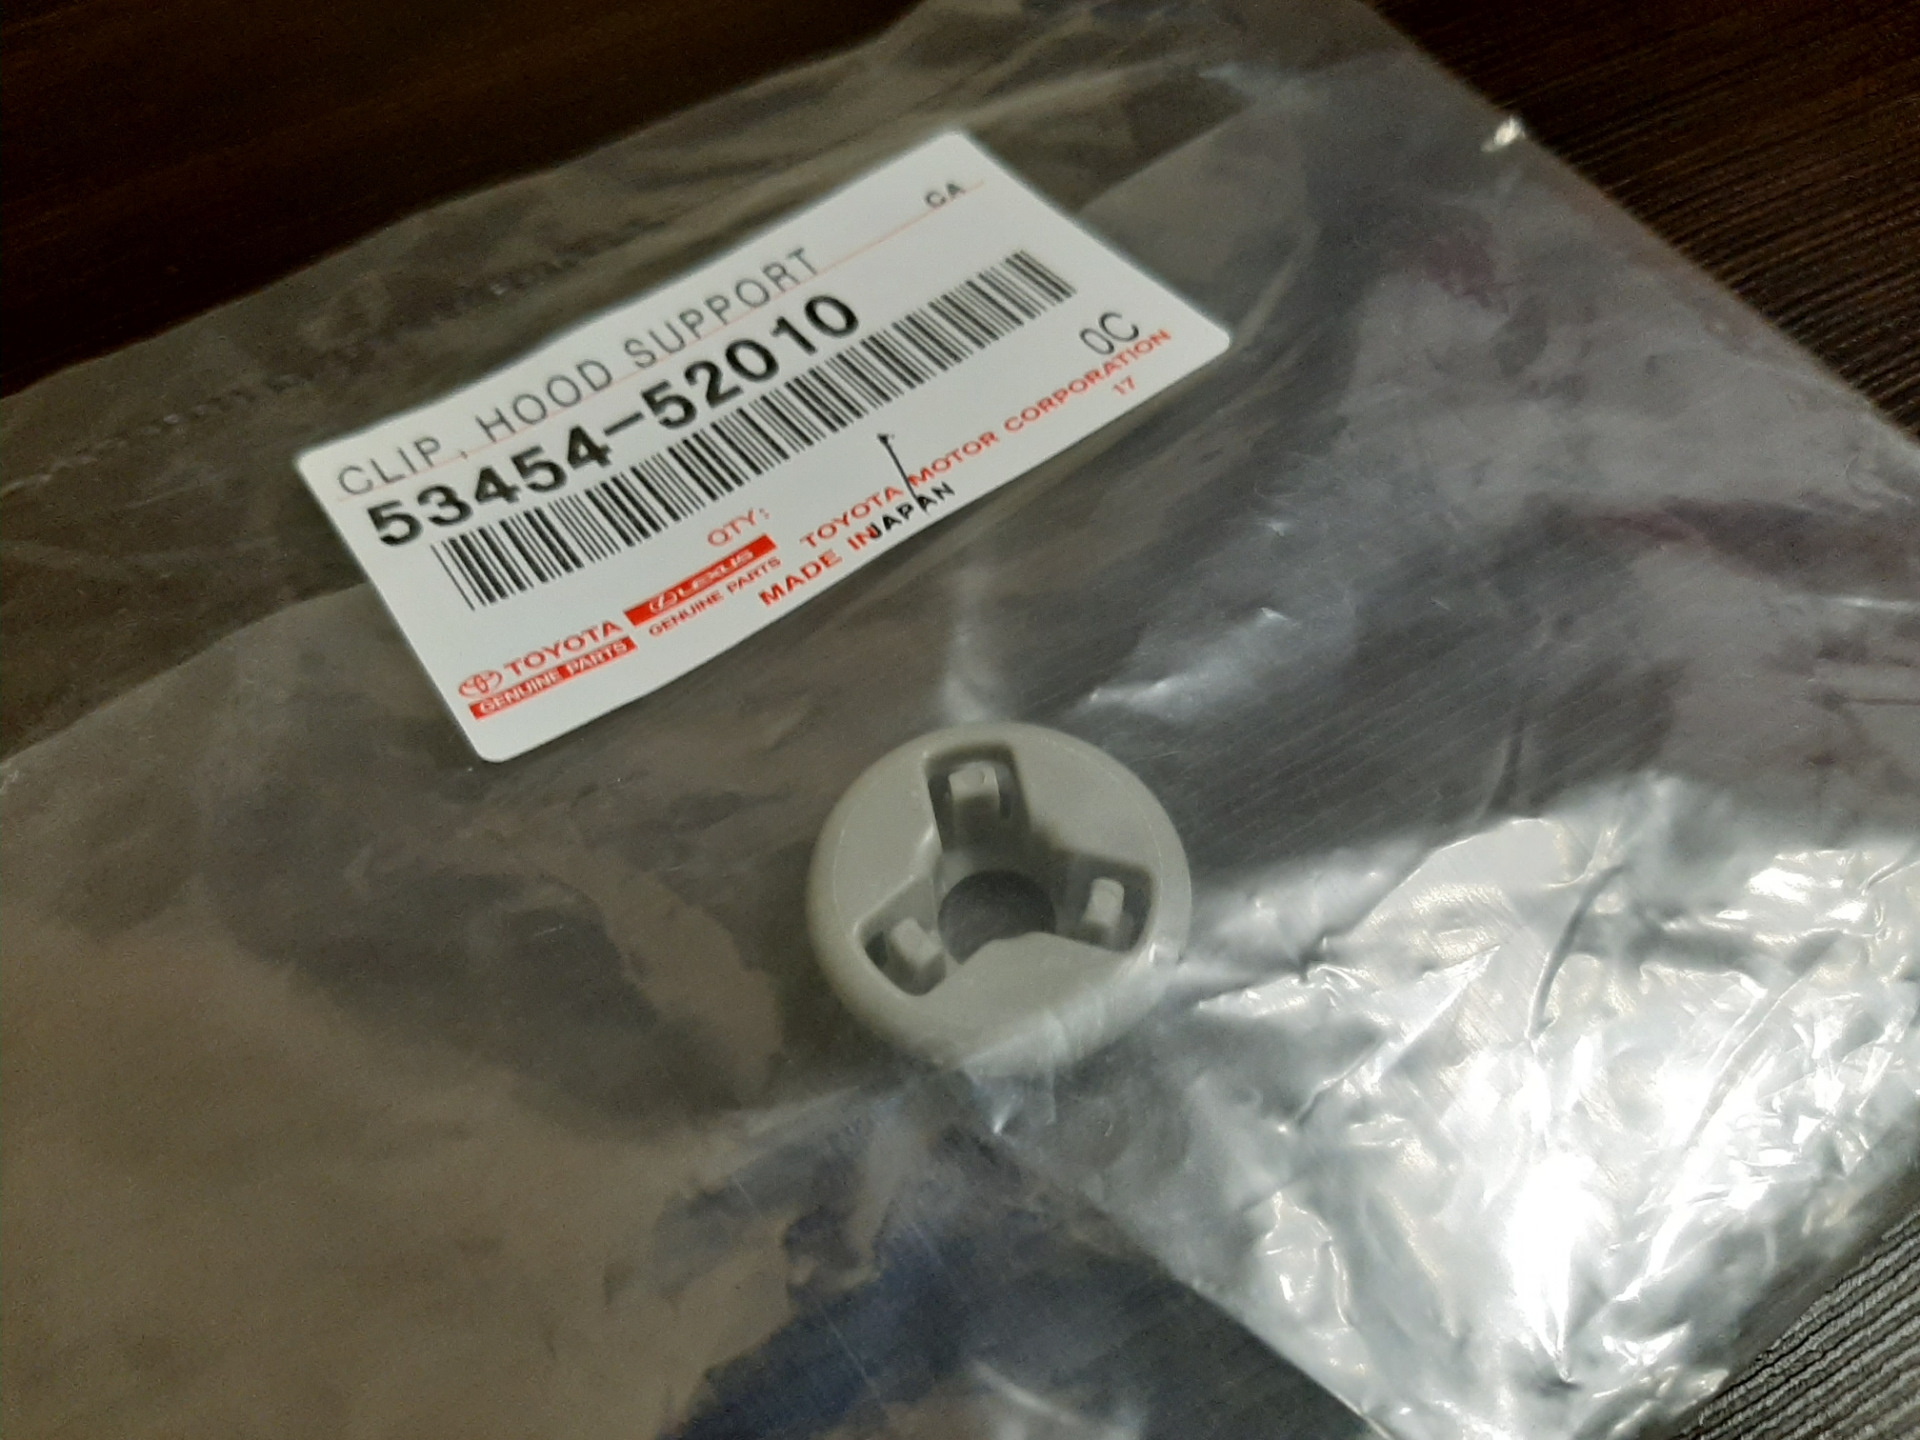 CA
CLIP, HOOD SUPPORT
53454-52010
0C
QTY: 1
TOYOTA
GENUINE PARTS
LEXUS
GENUINE PARTS
TOYOTA MOTOR CORPORATION
MADE IN JAPAN
17